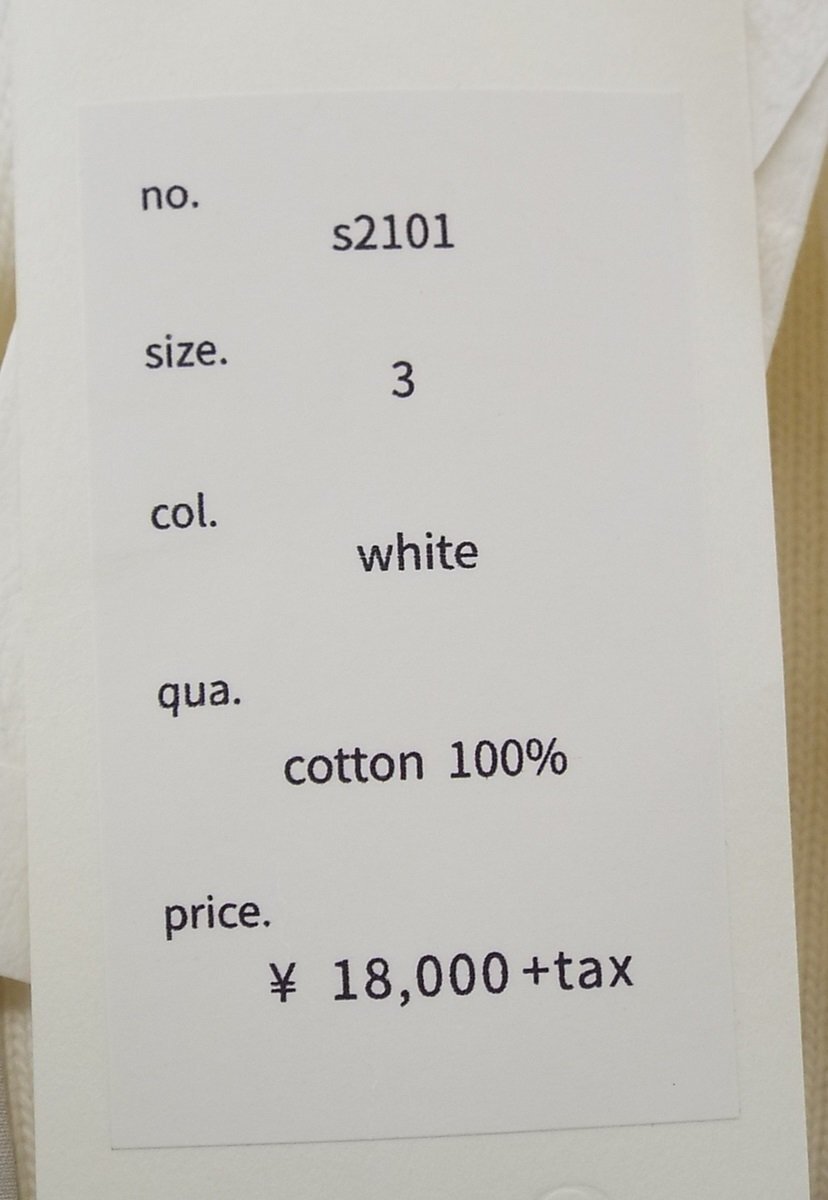 no.
s2101
size.
3
col.
white
qua.
cotton 100%
price.
¥ 18,000+tax